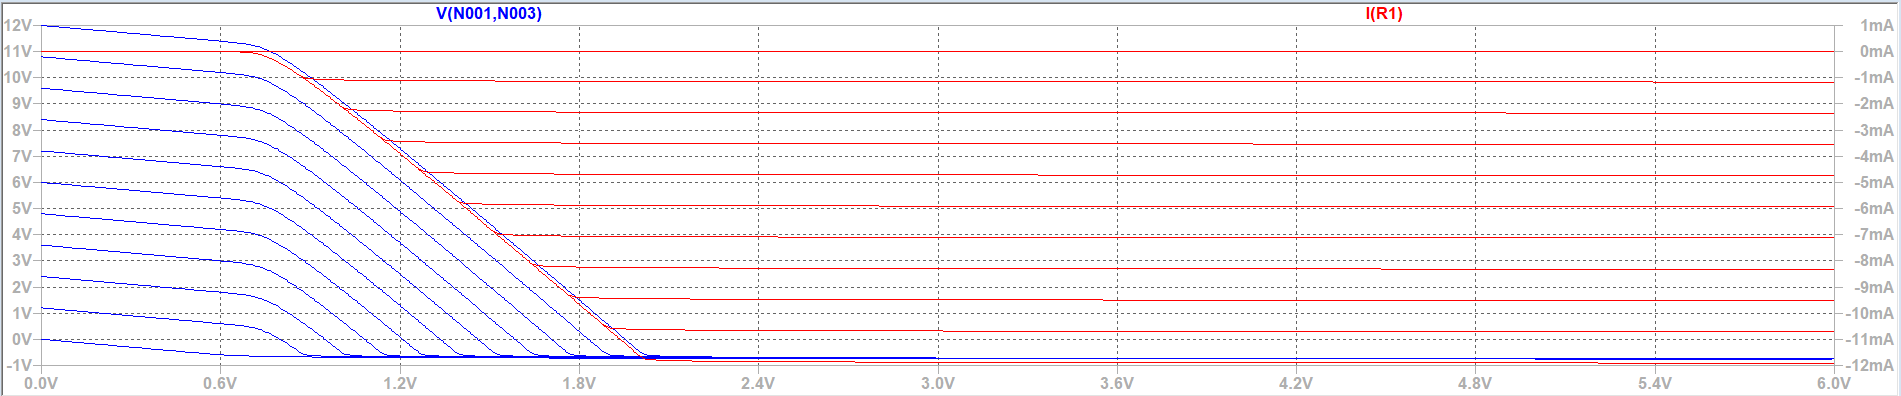 V(N001,N003) I(R1)
12V 1mA
11V 0mA
10V -1mA
9V -2mA
8V -3mA
7V -4mA
6V -5mA
5V -6mA
4V -7mA
3V -8mA
2V -9mA
1V -10mA
0V -11mA
-1V -12mA
0.0V 0.6V 1.2V 1.8V 2.4V 3.0V 3.6V 4.2V 4.8V 5.4V 6.0V